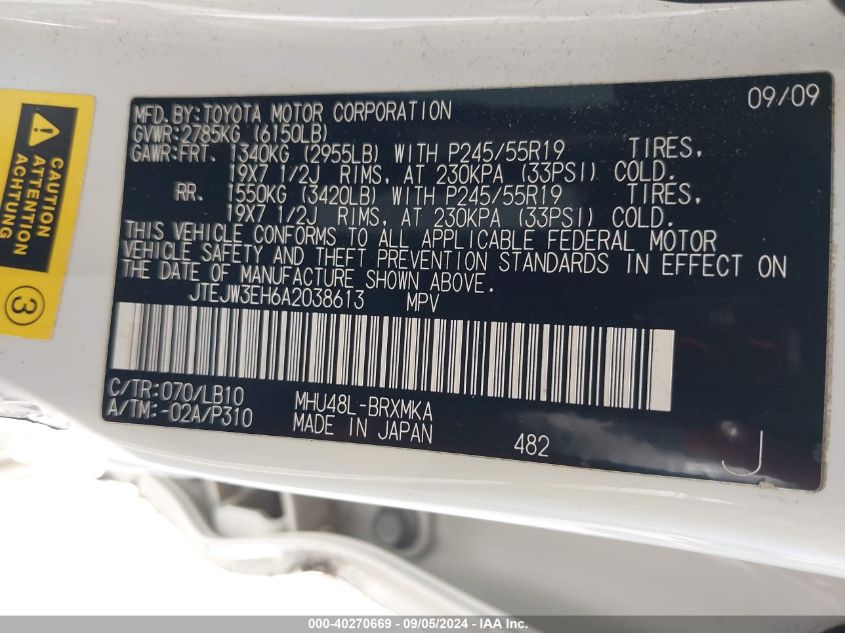 09/09
MFD.BY:TOYOTA MOTOR CORPORATION
GVWR:2785KG (6150LB)
GAWR:FRT. 1340KG (2955LB) WITH P245/55R19 TIRES,
19X7 1/2J RIMS, AT 230KPA (33PSI) COLD.
RR. 1550KG (3420LB) WITH P245/55R19 TIRES,
19X7 1/2J RIMS, AT 230KPA (33PSI) COLD.
THIS VEHICLE CONFORMS TO ALL APPLICABLE FEDERAL MOTOR
VEHICLE SAFETY AND THEFT PREVENTION STANDARDS IN EFFECT ON
THE DATE OF MANUFACTURE SHOWN ABOVE.
JTEJW3EH6A2038613 MPV
C/TR:070/LB10 MHU48L-BRXMKA
A/TM:-02A/P310 MADE IN JAPAN 482 J
CAUTION
ATTENTION
ACHTUNG
3
000-40270669 - 09/05/2024 - IAA Inc.